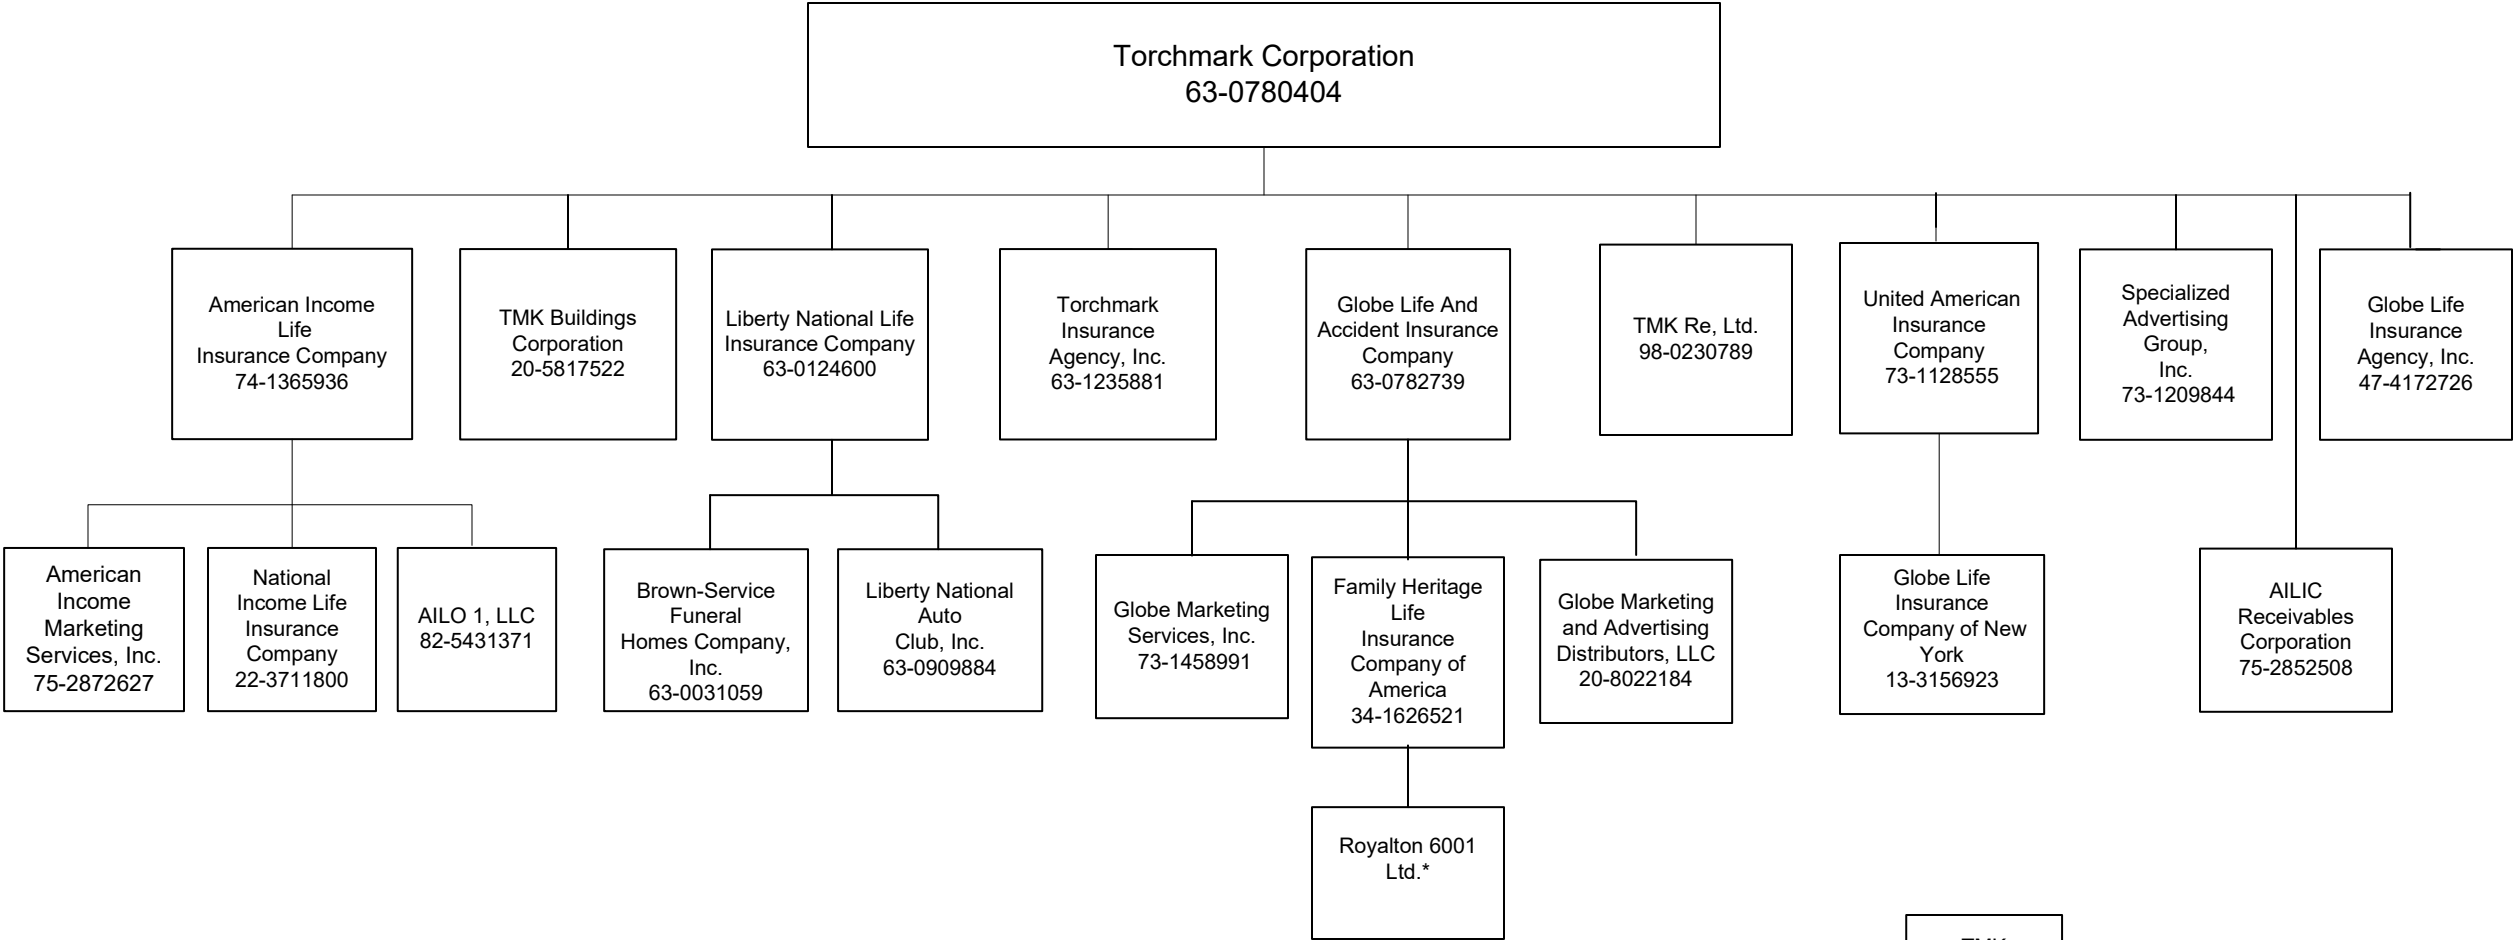 Torchmark Corporation
63-0780404
American Income
Life
Insurance Company
74-1365936
TMK Buildings
Corporation
20-5817522
Liberty National Life
Insurance Company
63-0124600
Torchmark
Insurance
Agency, Inc.
63-1235881
Globe Life And
Accident Insurance
Company
63-0782739
TMK Re, Ltd.
98-0230789
United American
Insurance
Company
73-1128555
Specialized
Advertising
Group,
Inc.
73-1209844
Globe Life
Insurance
Agency, Inc.
47-4172726
American
Income
Marketing
Services, Inc.
75-2872627
National
Income Life
Insurance
Company
22-3711800
AILO 1, LLC
82-5431371
Brown-Service
Funeral
Homes Company,
Inc.
63-0031059
Liberty National
Auto
Club, Inc.
63-0909884
Globe Marketing
Services, Inc.
73-1458991
Family Heritage
Life
Insurance
Company of
America
34-1626521
Globe Marketing
and Advertising
Distributors, LLC
20-8022184
Globe Life
Insurance
Company of New
York
13-3156923
AILIC
Receivables
Corporation
75-2852508
Royalton 6001
Ltd.*
TMK